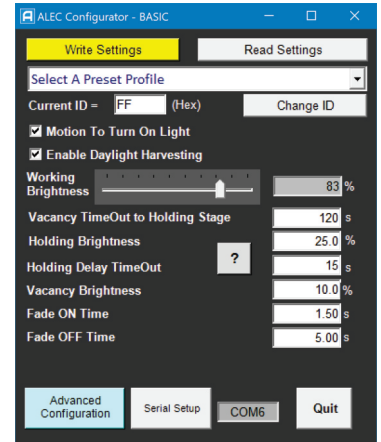 ALEC Configurator - BASIC
Write Settings Read Settings
Select A Preset Profile
Current ID = FF (Hex) Change ID
Motion To Turn On Light
Enable Daylight Harvesting
Working Brightness 83 %
Vacancy TimeOut to Holding Stage 120 s
Holding Brightness 25.0 %
?
Holding Delay TimeOut 15 s
Vacancy Brightness 10.0 %
Fade ON Time 1.50 s
Fade OFF Time 5.00 s
Advanced Configuration Serial Setup COM6 Quit